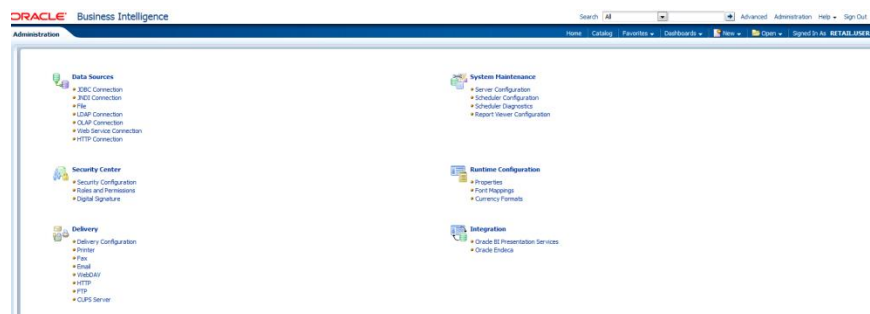 ORACLE Business Intelligence
Search All Advanced Administration Help Sign Out
Administration
Home Catalog Favorites Dashboards New Open Signed In As RETAIL.USER
Data Sources
JDBC Connection
JNDI Connection
File
LDAP Connection
OLAP Connection
Web Service Connection
HTTP Connection
System Maintenance
Server Configuration
Scheduler Configuration
Scheduler Diagnostics
Report Viewer Configuration
Security Center
Security Configuration
Roles and Permissions
Digital Signature
Runtime Configuration
Properties
Font Mappings
Currency Formats
Delivery
Delivery Configuration
Printer
Fax
Email
WebDAV
HTTP
FTP
CUPS Server
Integration
Oracle BI Presentation Services
Oracle Endeca